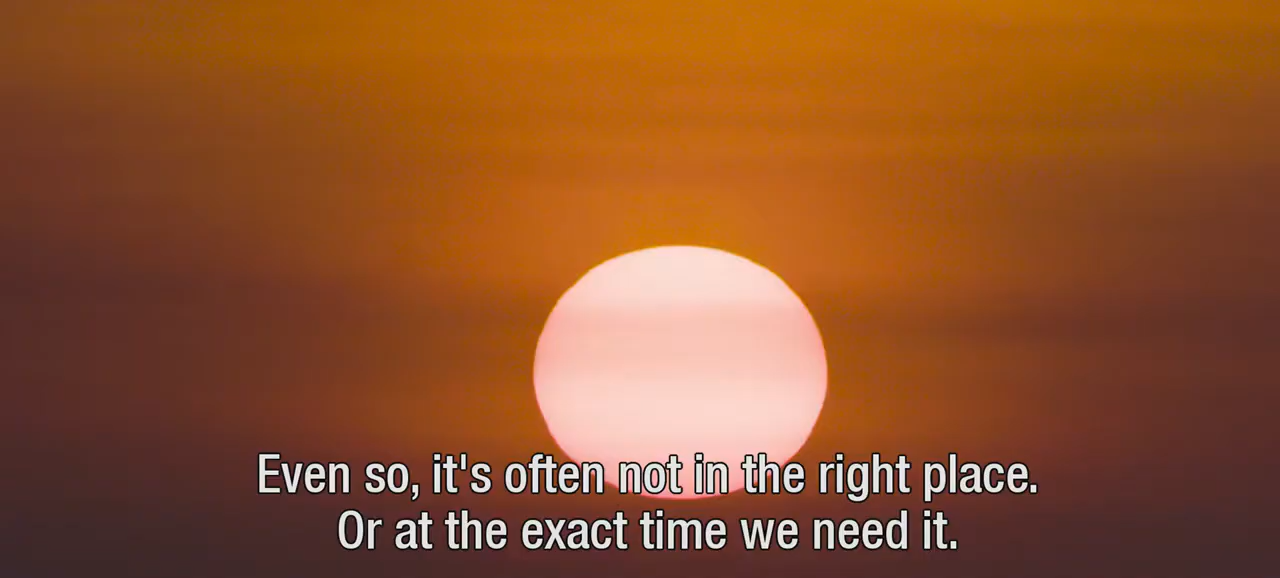 Even so, it's often not in the right place.
Or at the exact time we need it.